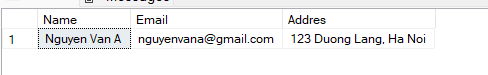 Name Email Addres
1 Nguyen Van A nguyenvana@gmail.com 123 Duong Lang, Ha Noi